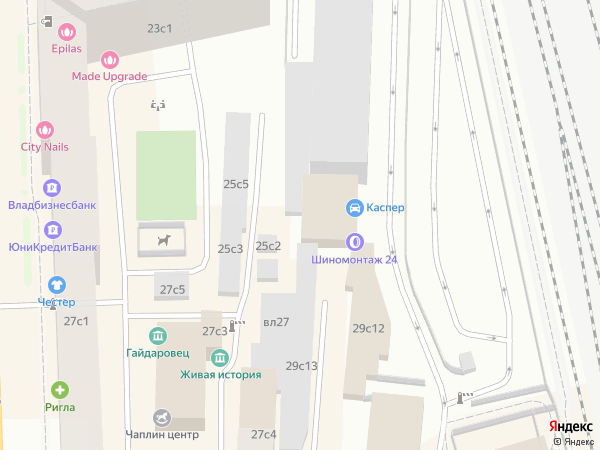 23с1
Epilas
Made Upgrade
City Nails
25с5
Владбизнесбанк
Каспер
ЮниКредитБанк
25с3
25с2
Шиномонтаж 24
27с5
Честер
27с1
27с3
вл27
29с12
Гайдаровец
29с13
Живая история
Ригла
Чаплин центр
27с4
Яндекс
© Яндекс